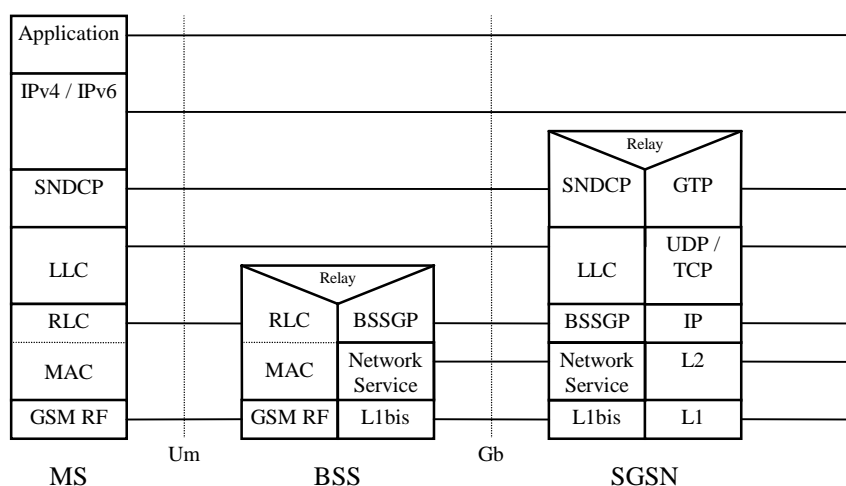 Application
IPv4 / IPv6
Relay
SNDCP
SNDCP
GTP
LLC
Relay
LLC
UDP /
TCP
RLC
RLC
BSSGP
BSSGP
IP
MAC
MAC
Network
Service
Network
Service
L2
GSM RF
GSM RF
L1bis
L1bis
L1
Um
Gb
MS
BSS
SGSN